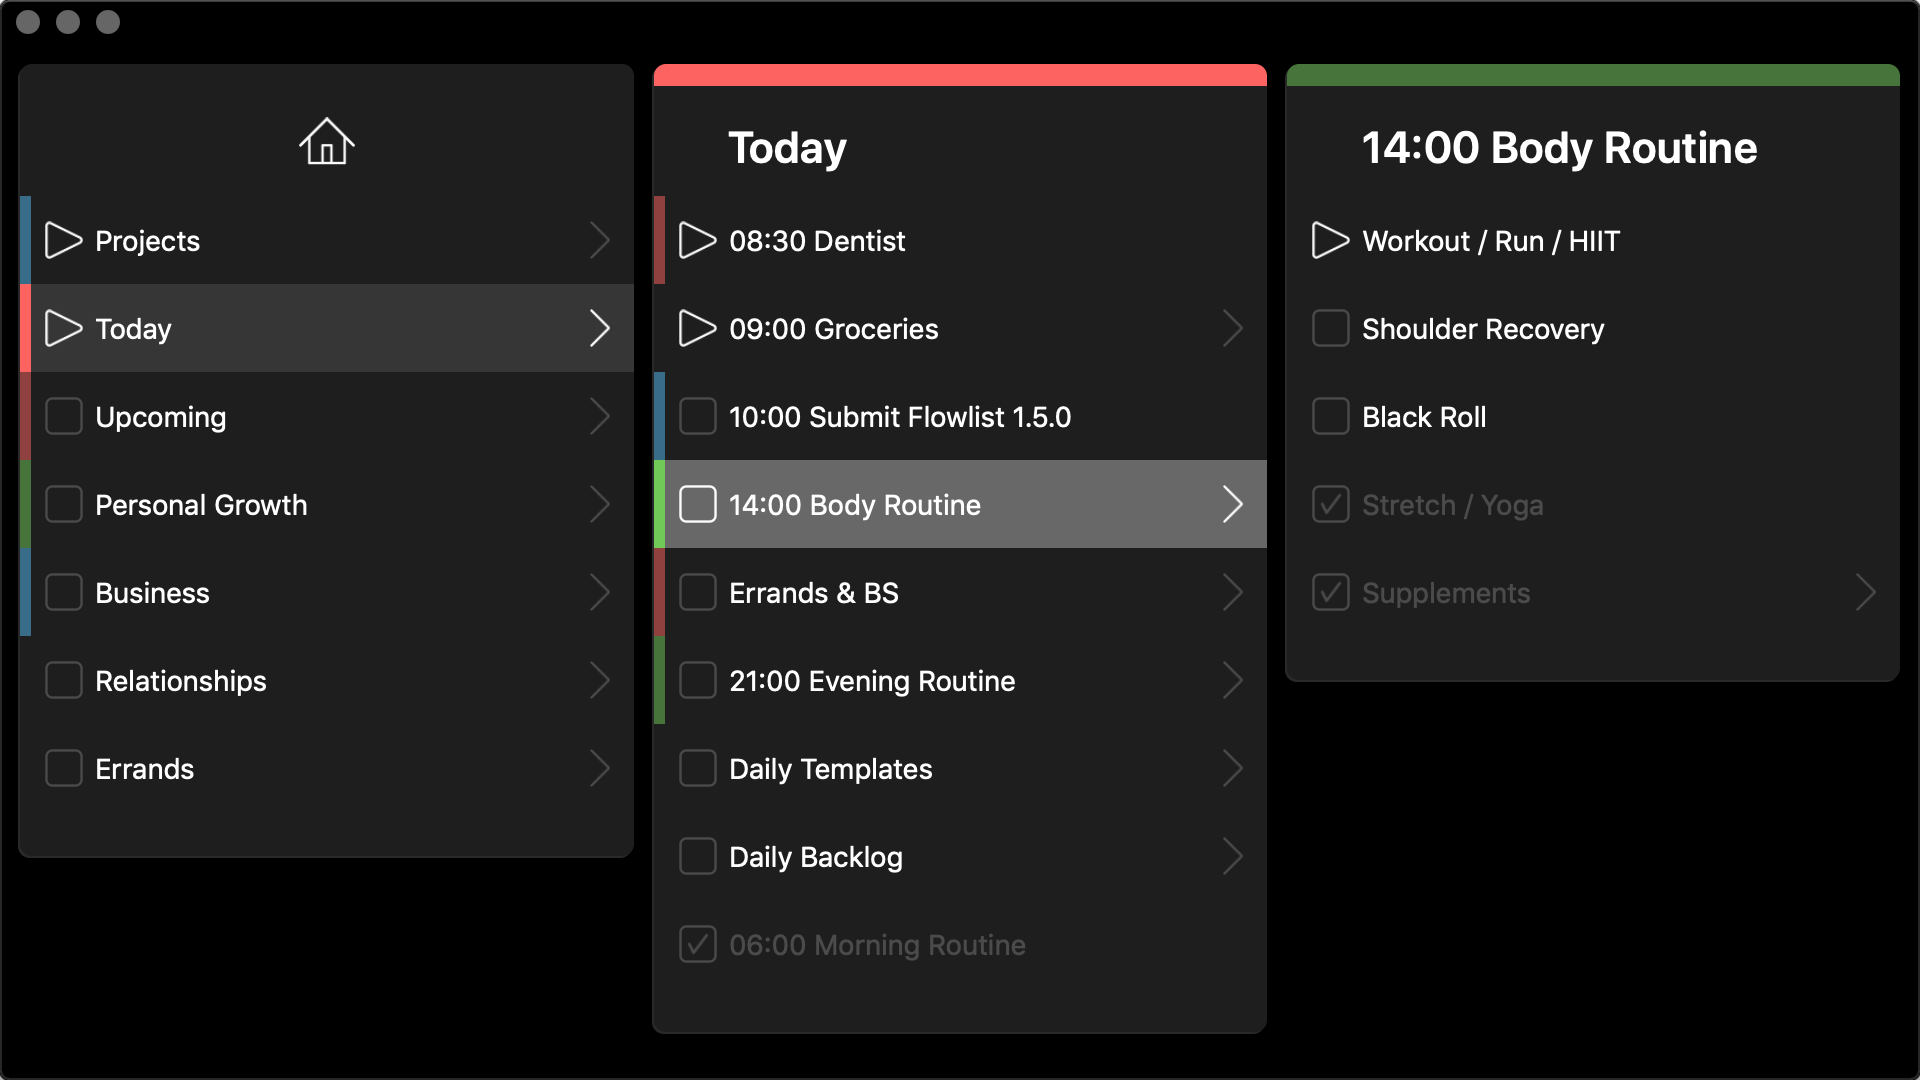 Projects
Today
Upcoming
Personal Growth
Business
Relationships
Errands
Today
08:30 Dentist
09:00 Groceries
10:00 Submit Flowlist 1.5.0
14:00 Body Routine
Errands & BS
21:00 Evening Routine
Daily Templates
Daily Backlog
06:00 Morning Routine
14:00 Body Routine
Workout / Run / HIIT
Shoulder Recovery
Black Roll
Stretch / Yoga
Supplements